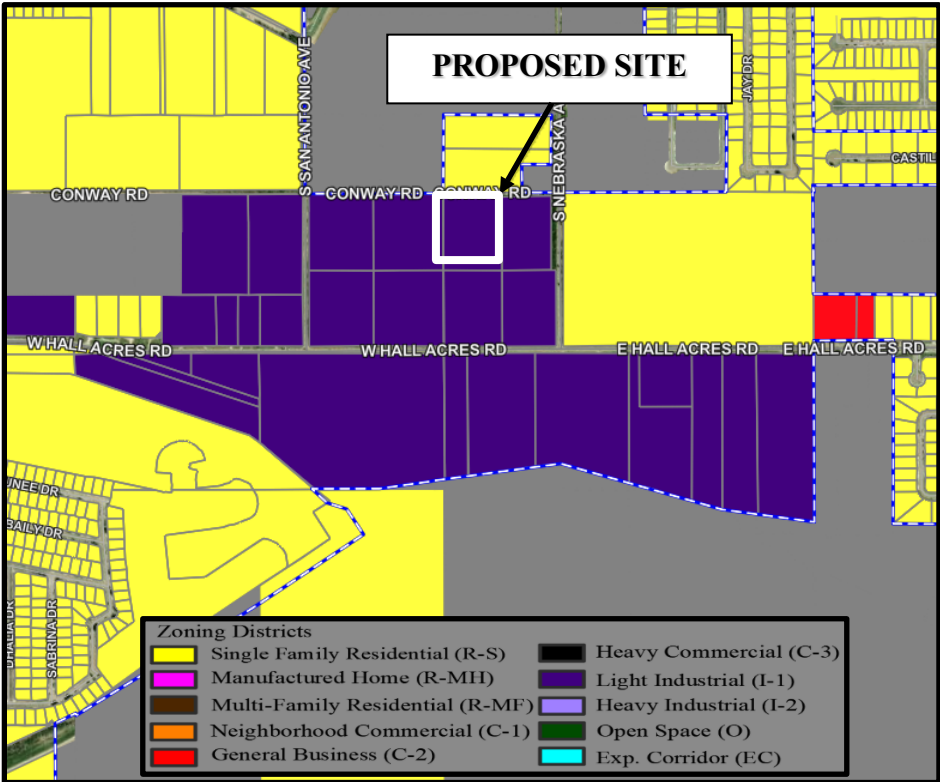 PROPOSED SITE
S SAN ANTONIO AVE
JAY DR
CASTIL
S NEBRASKA A
CONWAY RD
CONWAY RD
CONWAY RD
W HALL ACRES RD
W HALL ACRES RD
E HALL ACRES RD
E HALL ACRES RD
UNEE DR
BAILY DR
DHALIA DR
SABRINA DR
Zoning Districts
Single Family Residential (R-S)
Manufactured Home (R-MH)
Multi-Family Residential (R-MF)
Neighborhood Commercial (C-1)
General Business (C-2)
Heavy Commercial (C-3)
Light Industrial (I-1)
Heavy Industrial (I-2)
Open Space (O)
Exp. Corridor (EC)